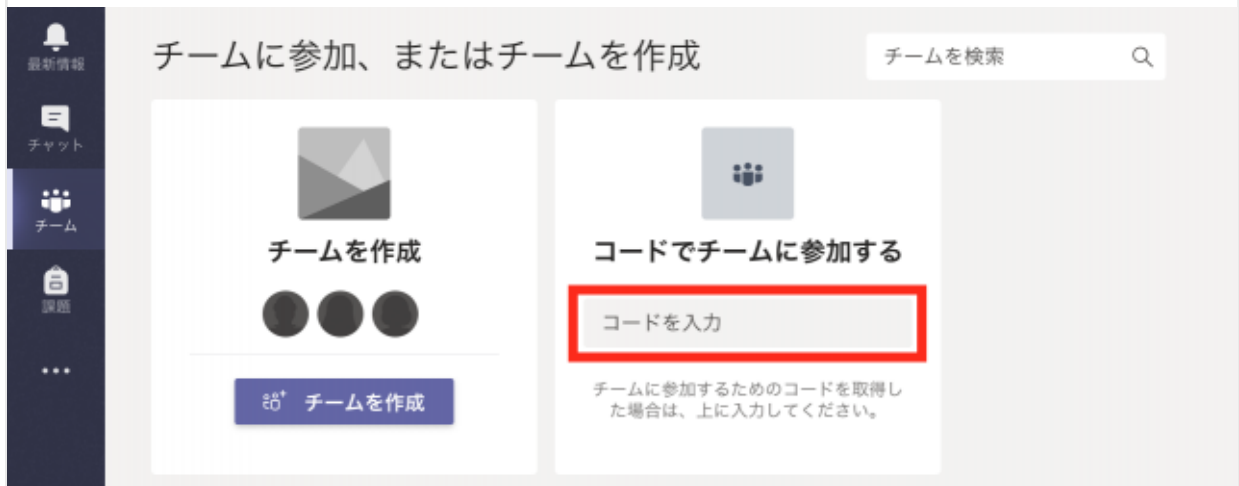 最新情報
チャット
チーム
課題
チームに参加、またはチームを作成
チームを検索
チームを作成
チームを作成
コードでチームに参加する
コードを入力
チームに参加するためのコードを取得し
た場合は、上に入力してください。